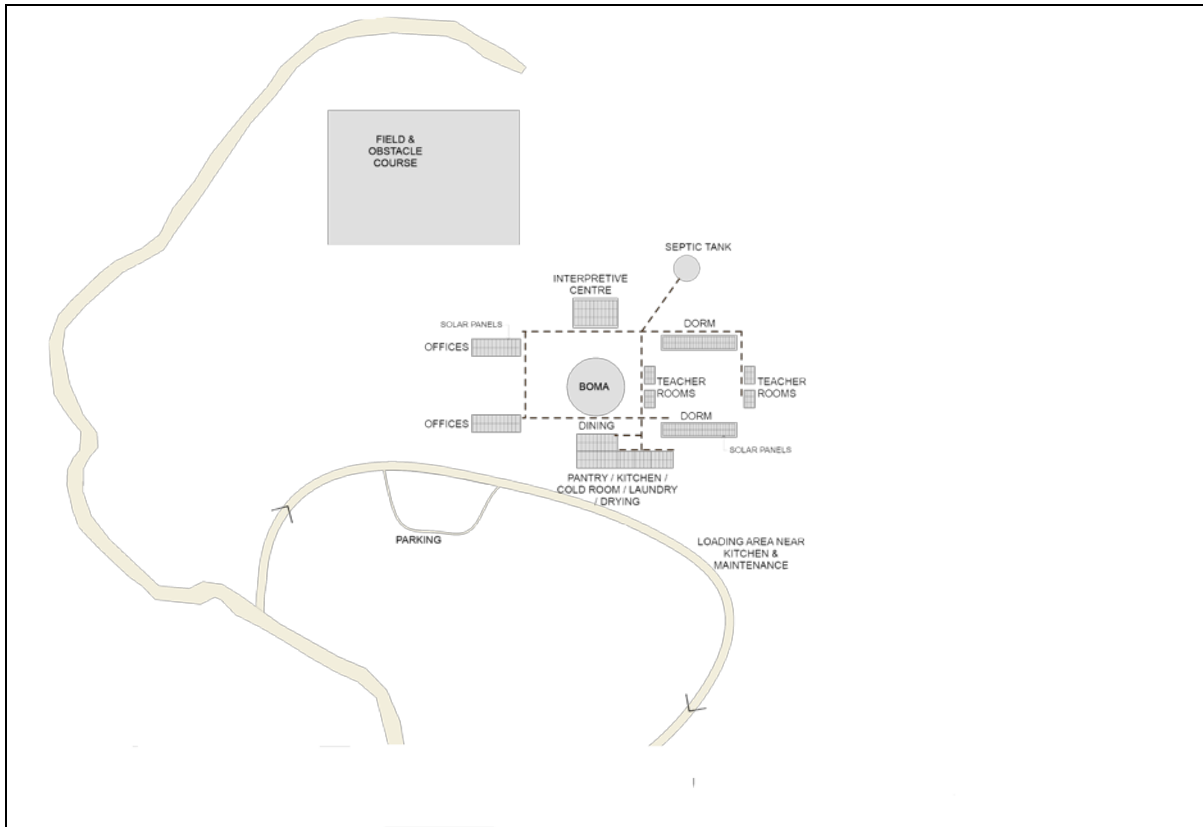 FIELD &
OBSTACLE
COURSE
SEPTIC TANK
INTERPRETIVE
CENTRE
SOLAR PANELS
DORM
OFFICES
BOMA
TEACHER
ROOMS
TEACHER
ROOMS
OFFICES
DINING
DORM
SOLAR PANELS
PANTRY / KITCHEN /
COLD ROOM / LAUNDRY
/ DRYING
PARKING
LOADING AREA NEAR
KITCHEN &
MAINTENANCE